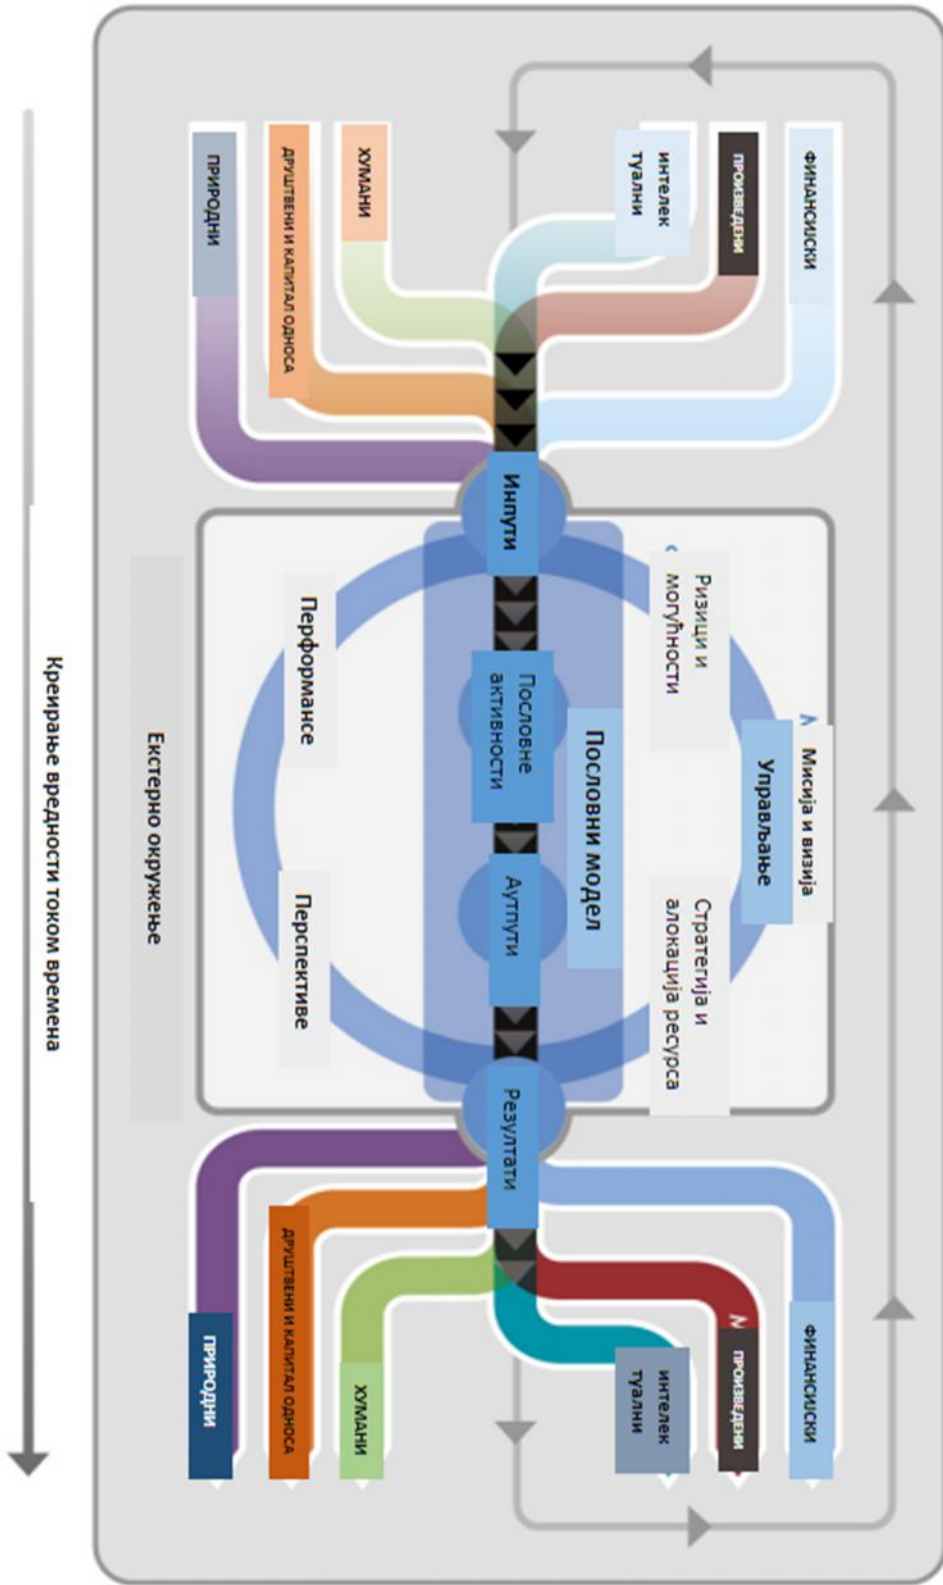 ФИНАНСИЈСКИ
ПРОИЗВЕДЕНИ
интелек
туални
ХУМАНИ
ДРУШТВЕНИ И КАПИТАЛ ОДНОСА
ПРИРОДНИ
Мисија и визија
Управљање
Ризици и
могућности
Стратегија и
алокација ресурса
Пословни модел
Инпути
Пословне
активности
Аутпути
Резултати
Перформансе
Перспективе
Екстерно окружење
ФИНАНСИЈСКИ
ПРОИЗВЕДЕНИ
интелек
туални
ХУМАНИ
ДРУШТВЕНИ И КАПИТАЛ ОДНОСА
ПРИРОДНИ
Креирање вредности током времена